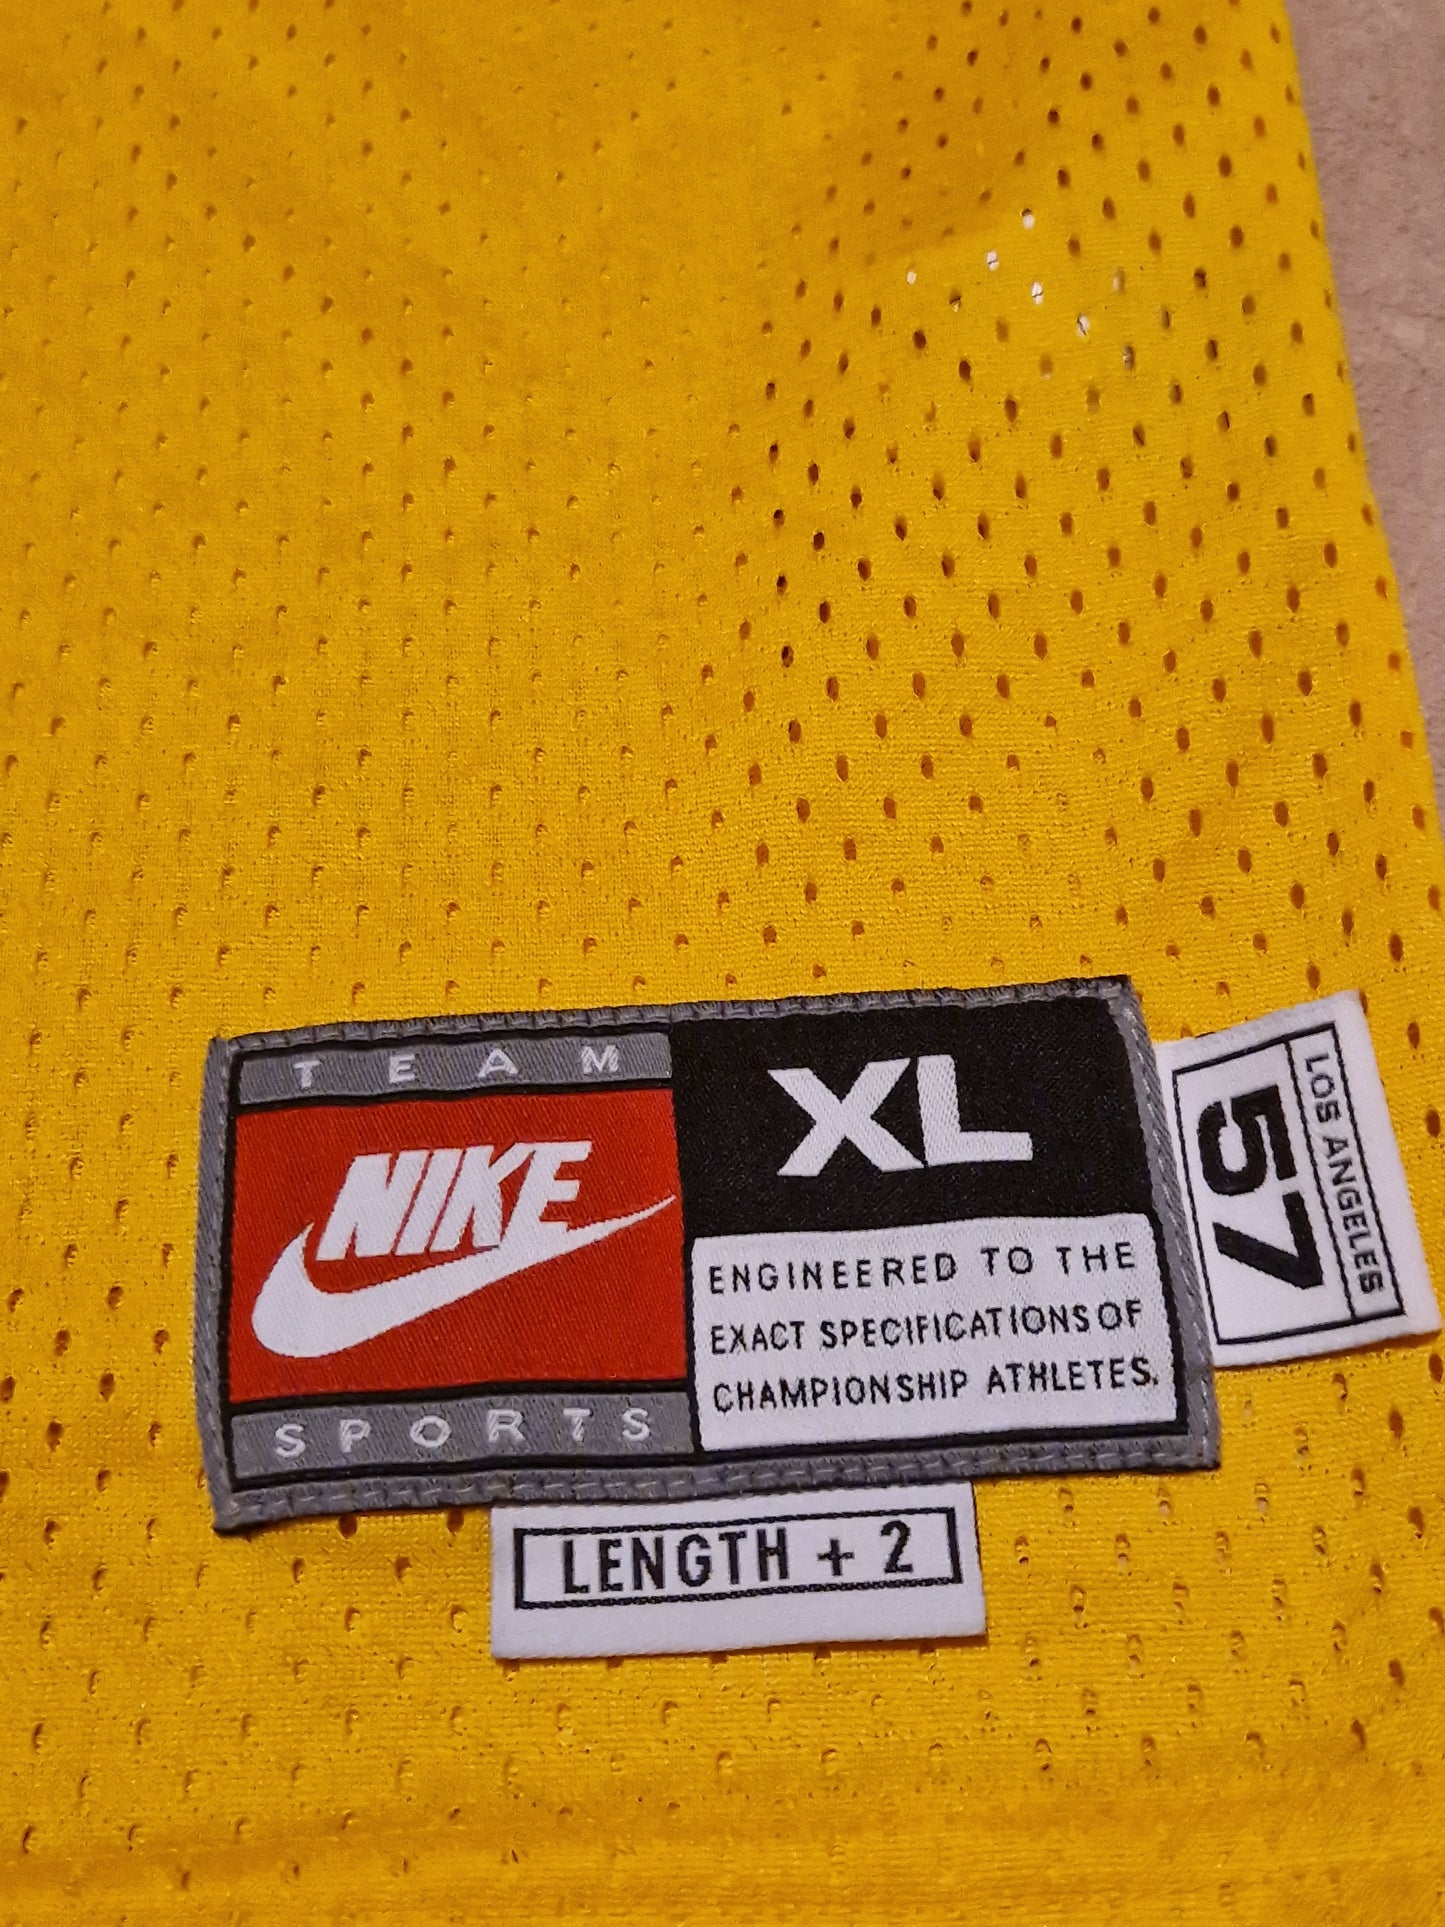 TEAM
NIKE
SPORTS
XL
ENGINEERED TO THE
EXACT SPECIFICATIONS OF
CHAMPIONSHIP ATHLETES.
LOS ANGELES
57
LENGTH + 2